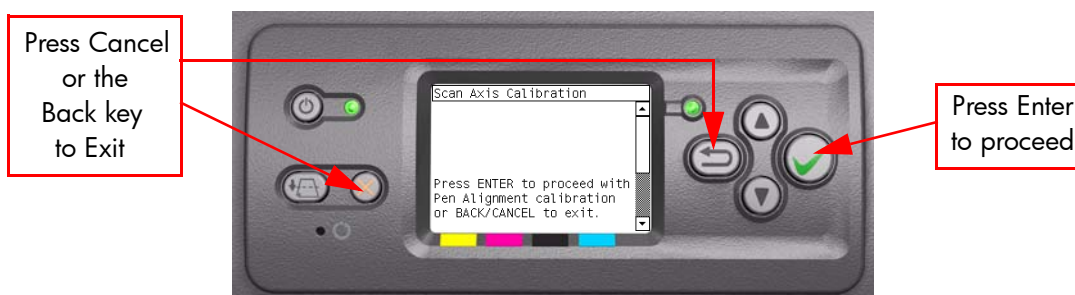 Press Cancel
or the
Back key
to Exit
Scan Axis Calibration
Press ENTER to proceed with
Pen Alignment calibration
or BACK/CANCEL to exit.
Press Enter
to proceed